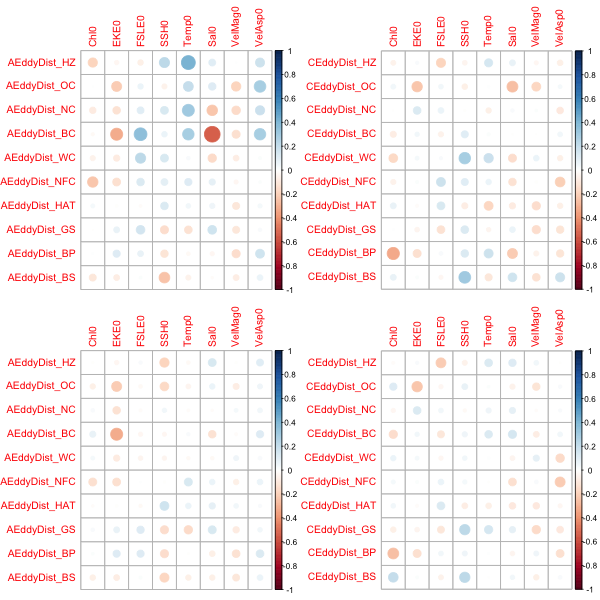 Chl0 EKE0 FSLE0 SSH0 Temp0 Sal0 VelMag0 VelAsp0
AEddyDist_HZ
AEddyDist_OC
AEddyDist_NC
AEddyDist_BC
AEddyDist_WC
AEddyDist_NFC
AEddyDist_HAT
AEddyDist_GS
AEddyDist_BP
AEddyDist_BS
1
0.8
0.6
0.4
0.2
0
-0.2
-0.4
-0.6
-0.8
-1
Chl0 EKE0 FSLE0 SSH0 Temp0 Sal0 VelMag0 VelAsp0
CEddyDist_HZ
CEddyDist_OC
CEddyDist_NC
CEddyDist_BC
CEddyDist_WC
CEddyDist_NFC
CEddyDist_HAT
CEddyDist_GS
CEddyDist_BP
CEddyDist_BS
1
0.8
0.6
0.4
0.2
0
-0.2
-0.4
-0.6
-0.8
-1
Chl0 EKE0 FSLE0 SSH0 Temp0 Sal0 VelMag0 VelAsp0
AEddyDist_HZ
AEddyDist_OC
AEddyDist_NC
AEddyDist_BC
AEddyDist_WC
AEddyDist_NFC
AEddyDist_HAT
AEddyDist_GS
AEddyDist_BP
AEddyDist_BS
1
0.8
0.6
0.4
0.2
0
-0.2
-0.4
-0.6
-0.8
-1
Chl0 EKE0 FSLE0 SSH0 Temp0 Sal0 VelMag0 VelAsp0
CEddyDist_HZ
CEddyDist_OC
CEddyDist_NC
CEddyDist_BC
CEddyDist_WC
CEddyDist_NFC
CEddyDist_HAT
CEddyDist_GS
CEddyDist_BP
CEddyDist_BS
1
0.8
0.6
0.4
0.2
0
-0.2
-0.4
-0.6
-0.8
-1